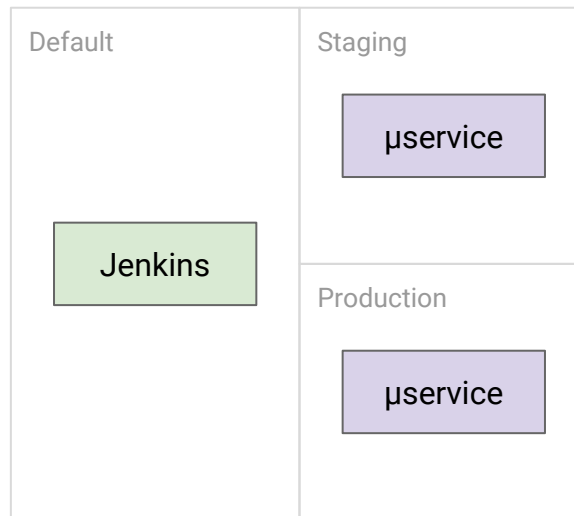 Default
Jenkins
Staging
µservice
Production
µservice